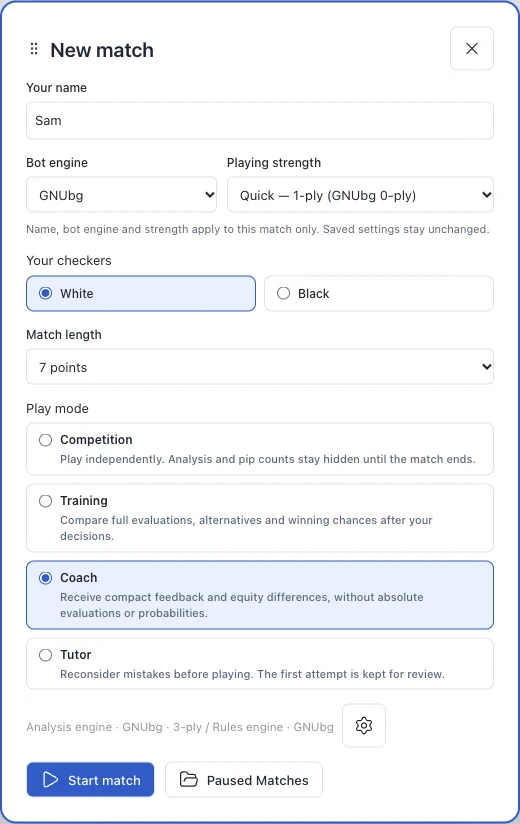 New match
Your name
Sam
Bot engine
Playing strength
GNUbg
Quick — 1-ply (GNUbg 0-ply)
Name, bot engine and strength apply to this match only. Saved settings stay unchanged.
Your checkers
White
Black
Match length
7 points
Play mode
Competition
Play independently. Analysis and pip counts stay hidden until the match ends.
Training
Compare full evaluations, alternatives and winning chances after your
decisions.
Coach
Receive compact feedback and equity differences, without absolute
evaluations or probabilities.
Tutor
Reconsider mistakes before playing. The first attempt is kept for review.
Analysis engine · GNUbg · 3-ply / Rules engine · GNUbg
Start match
Paused Matches